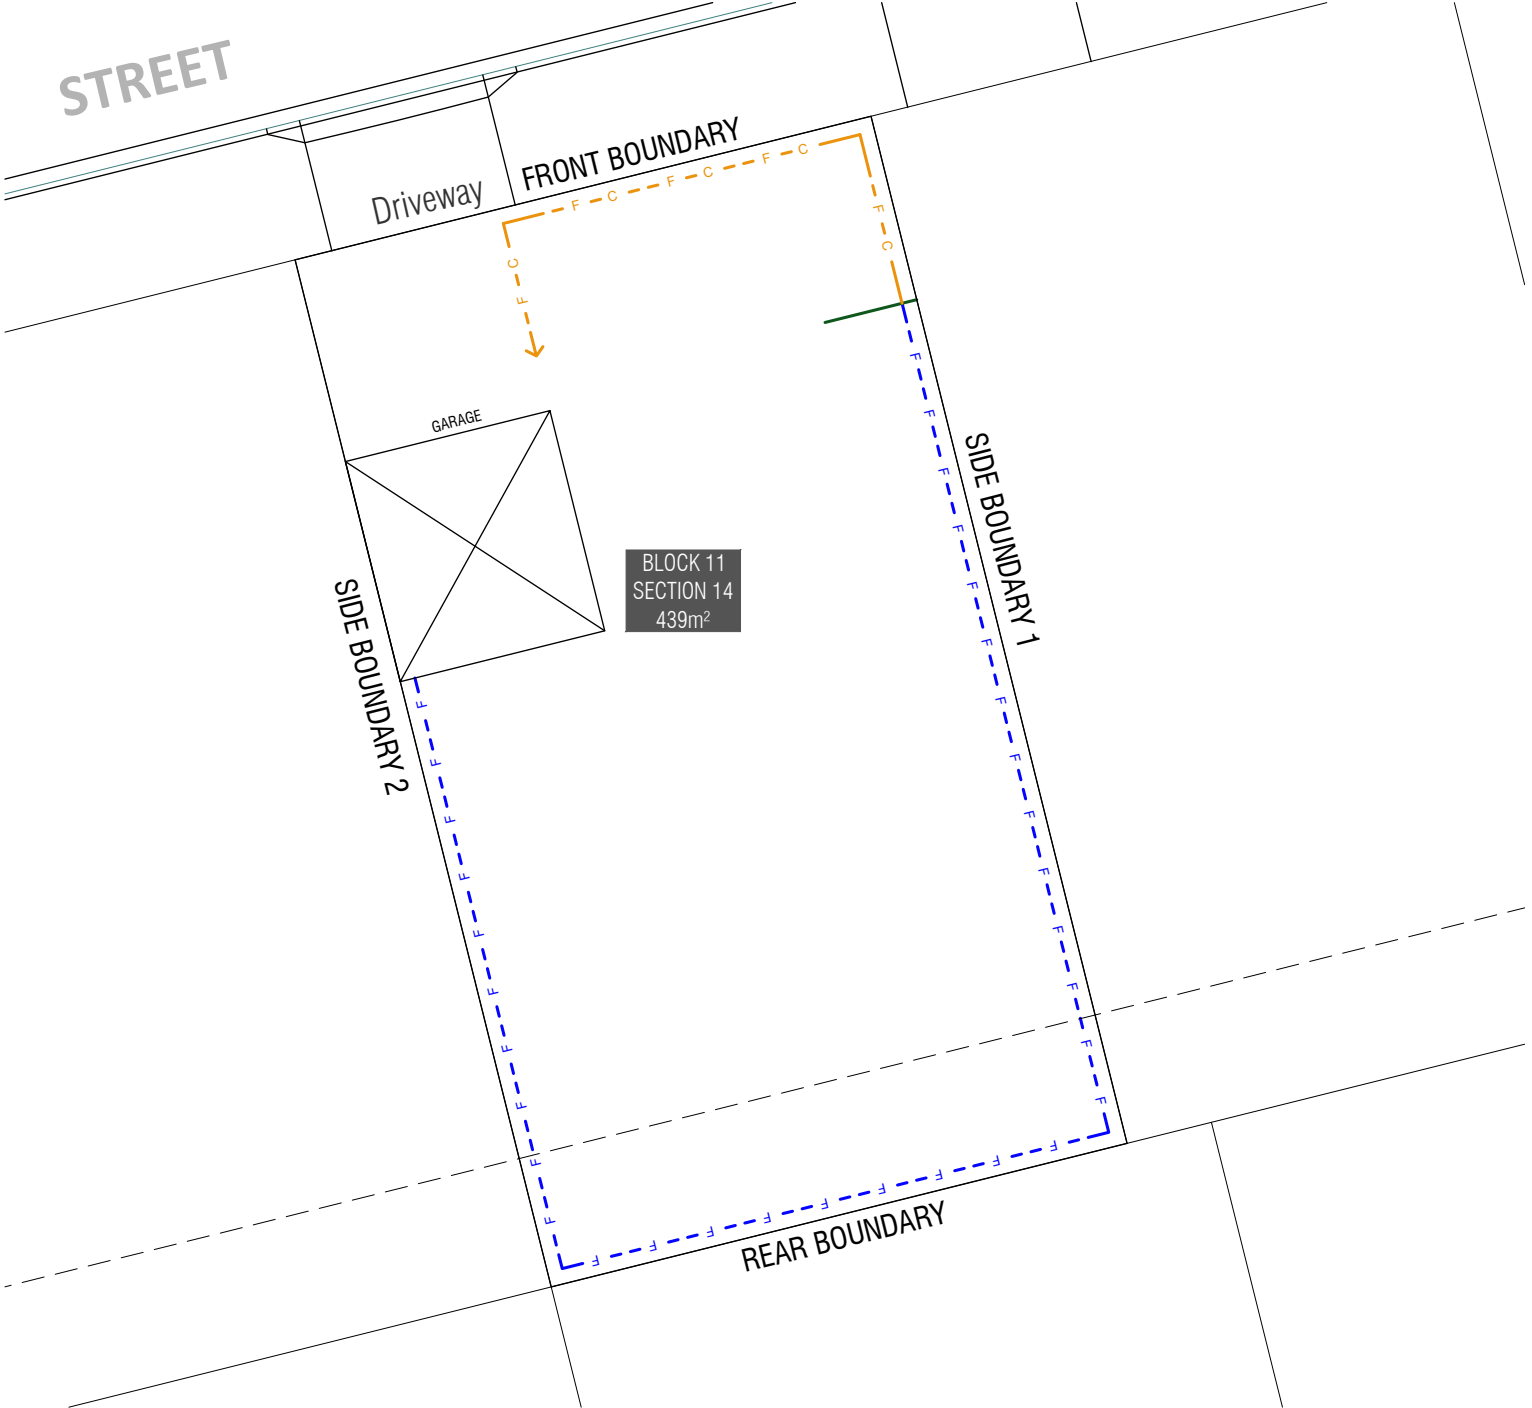 STREET
FRONT BOUNDARY
Driveway
F C F C F C
F
C
C
F
GARAGE
SIDE BOUNDARY 1
BLOCK 11
SECTION 14
439m²
SIDE BOUNDARY 2
F F F F F F F F F F F F F F
F F F F F F F F F F
F F F F F F F F F
REAR BOUNDARY